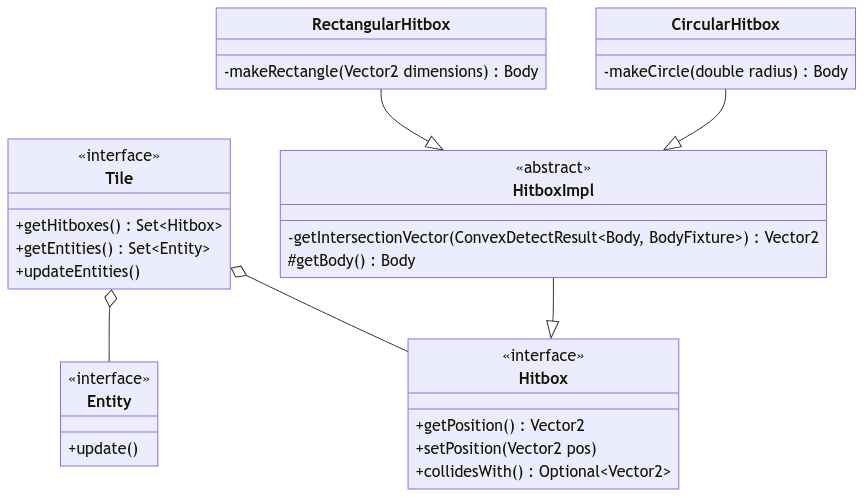 RectangularHitbox
-makeRectangle(Vector2 dimensions) : Body
CircularHitbox
-makeCircle(double radius) : Body
«interface»
Tile
+getHitboxes() : Set<Hitbox>
+getEntities() : Set<Entity>
+updateEntities()
«abstract»
HitboxImpl
-getIntersectionVector(ConvexDetectResult<Body, BodyFixture>) : Vector2
#getBody() : Body
«interface»
Entity
+update()
«interface»
Hitbox
+getPosition() : Vector2
+setPosition(Vector2 pos)
+collidesWith() : Optional<Vector2>